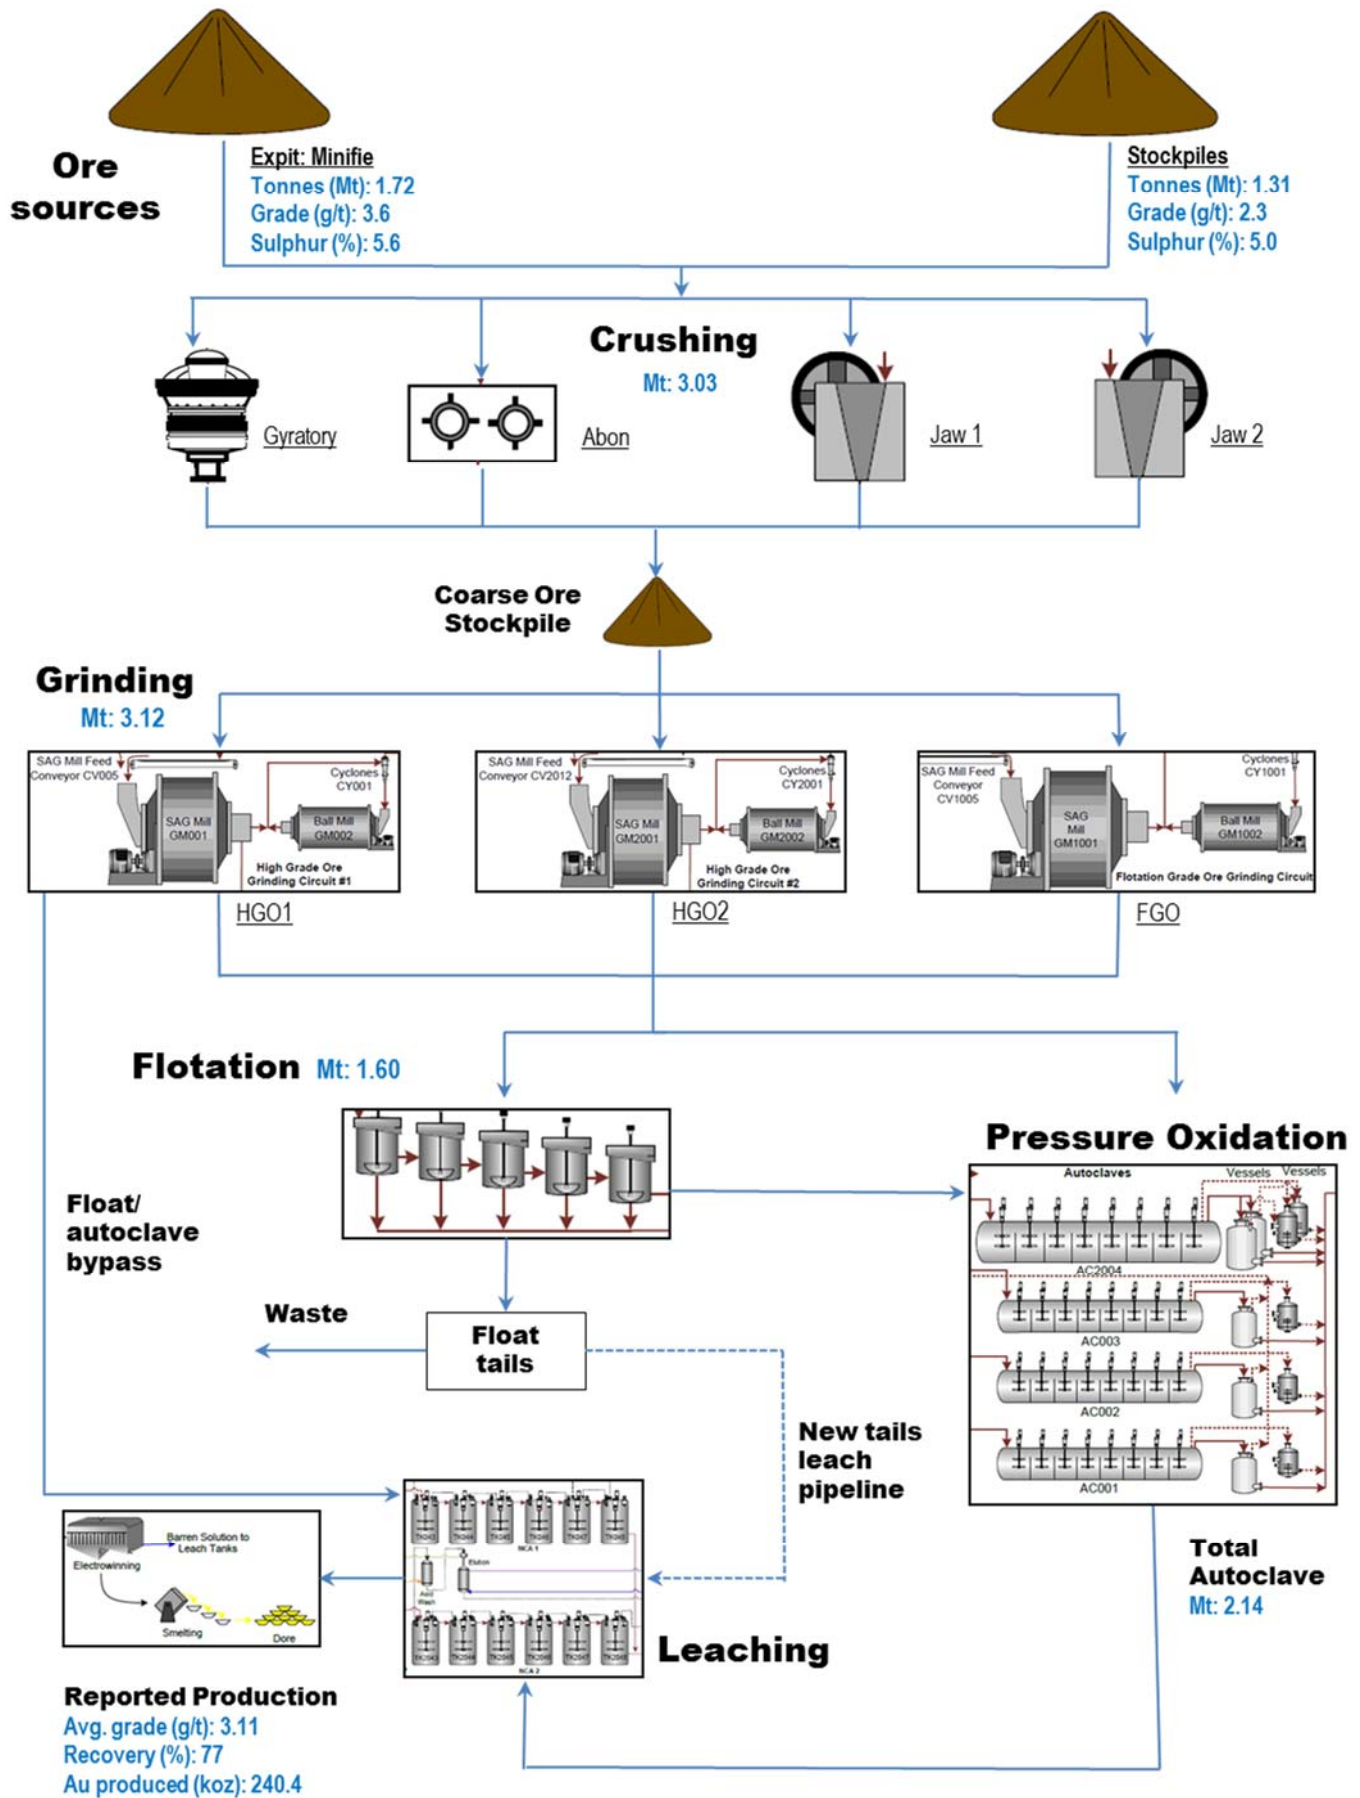 Ore
sources
Expit: Minifie
Tonnes (Mt): 1.72
Grade (g/t): 3.6
Sulphur (%): 5.6
Stockpiles
Tonnes (Mt): 1.31
Grade (g/t): 2.3
Sulphur (%): 5.0
Crushing
Mt: 3.03
Gyratory
Abon
Jaw 1
Jaw 2
Coarse Ore
Stockpile
Grinding
Mt: 3.12
SAG Mill Feed
Conveyor CV005
Cyclones
CY001
SAG Mill
GM001
Ball Mill
GM002
High Grade Ore
Grinding Circuit #1
HGO1
SAG Mill Feed
Conveyor CV2012
Cyclones
CY2001
SAG Mill
GM2001
Ball Mill
GM2002
High Grade Ore
Grinding Circuit #2
HGO2
SAG Mill Feed
Conveyor
CV1005
Cyclones
CY1001
SAG
Mill
GM1001
Ball Mill
GM1002
Flotation Grade Ore Grinding Circuit
FGO
Flotation Mt: 1.60
Pressure Oxidation
Autoclaves
Vessels
Vessels
AC2004
AC003
AC002
AC001
Float/
autoclave
bypass
Waste
Float
tails
New tails
leach
pipeline
Total
Autoclave
Mt: 2.14
Barren Solution to
Leach Tanks
Electrowinning
Smelting
Dore
NCA 1
Elution
Acid
Wash
NCA 2
Leaching
Reported Production
Avg. grade (g/t): 3.11
Recovery (%): 77
Au produced (koz): 240.4